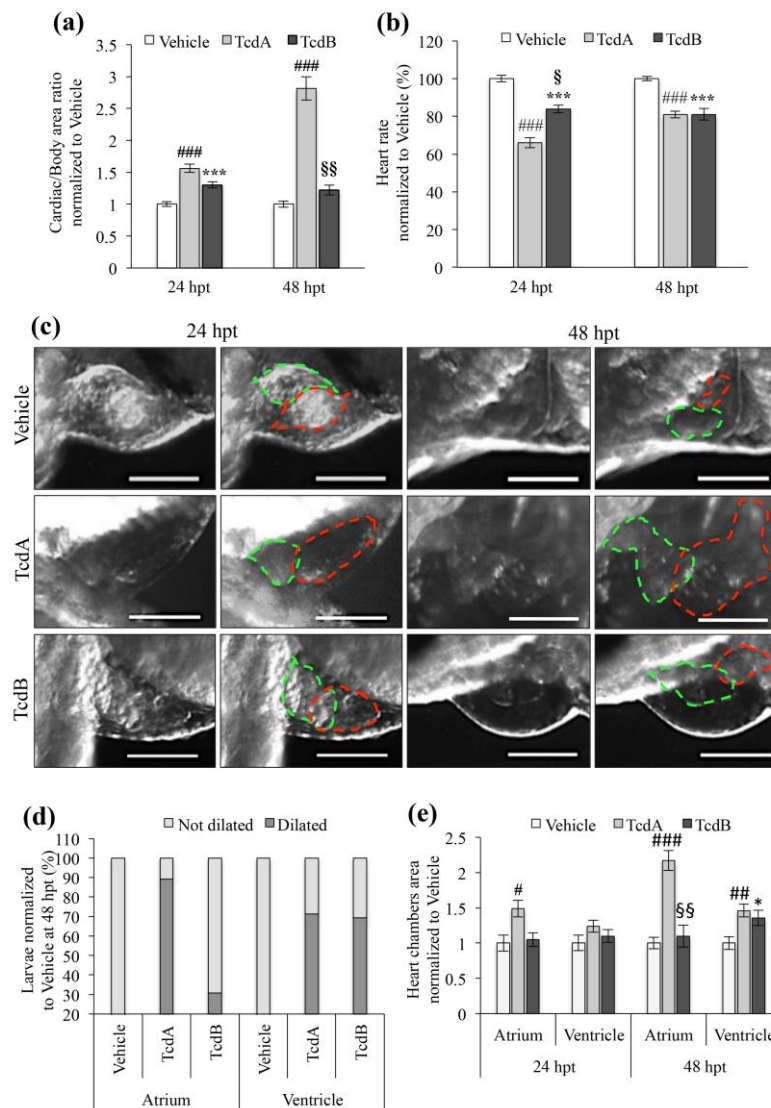 (a)
Vehicle TcdA TcdB
Cardiac/Body area ratio
normalized to Vehicle
3.5
3
2.5
2
1.5
1
0.5
0
###
***
###
§§
24 hpt
48 hpt
(b)
Vehicle TcdA TcdB
Heart rate
normalized to Vehicle (%)
120
100
80
60
40
20
0
###
§
***
###
***
24 hpt
48 hpt
(c)
24 hpt
48 hpt
Vehicle
TcdA
TcdB
(d)
Not dilated Dilated
Larvae normalized
to Vehicle at 48 hpt (%)
110
100
90
80
70
60
50
40
30
20
Vehicle
TcdA
TcdB
Vehicle
TcdA
TcdB
Atrium
Ventricle
(e)
Vehicle TcdA TcdB
Heart chambers area
normalized to Vehicle
2.5
2
1.5
1
0.5
0
#
###
§§
##
*
Atrium
Ventricle
Atrium
Ventricle
24 hpt
48 hpt